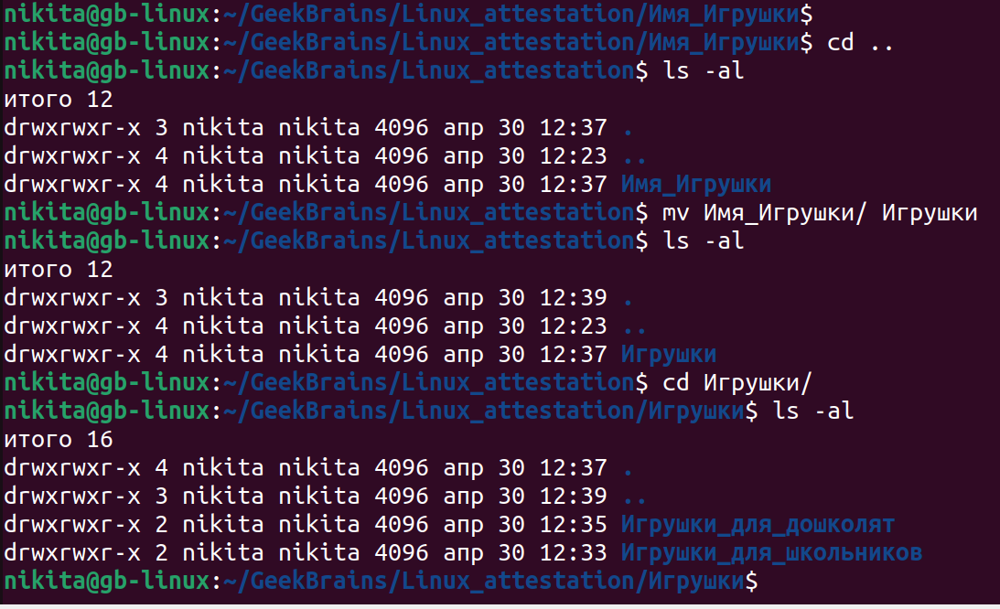 nikita@gb-linux:~/GeekBrains/Linux_attestation/Имя_Игрушки$
nikita@gb-linux:~/GeekBrains/Linux_attestation/Имя_Игрушки$ cd ..
nikita@gb-linux:~/GeekBrains/Linux_attestation$ ls -al
итого 12
drwxrwxr-x 3 nikita nikita 4096 апр 30 12:37 .
drwxrwxr-x 4 nikita nikita 4096 апр 30 12:23 ..
drwxrwxr-x 4 nikita nikita 4096 апр 30 12:37 Имя_Игрушки
nikita@gb-linux:~/GeekBrains/Linux_attestation$ mv Имя_Игрушки/ Игрушки
nikita@gb-linux:~/GeekBrains/Linux_attestation$ ls -al
итого 12
drwxrwxr-x 3 nikita nikita 4096 апр 30 12:39 .
drwxrwxr-x 4 nikita nikita 4096 апр 30 12:23 ..
drwxrwxr-x 4 nikita nikita 4096 апр 30 12:37 Игрушки
nikita@gb-linux:~/GeekBrains/Linux_attestation$ cd Игрушки/
nikita@gb-linux:~/GeekBrains/Linux_attestation/Игрушки$ ls -al
итого 16
drwxrwxr-x 4 nikita nikita 4096 апр 30 12:37 .
drwxrwxr-x 3 nikita nikita 4096 апр 30 12:39 ..
drwxrwxr-x 2 nikita nikita 4096 апр 30 12:35 Игрушки_для_дошколят
drwxrwxr-x 2 nikita nikita 4096 апр 30 12:33 Игрушки_для_школьников
nikita@gb-linux:~/GeekBrains/Linux_attestation/Игрушки$